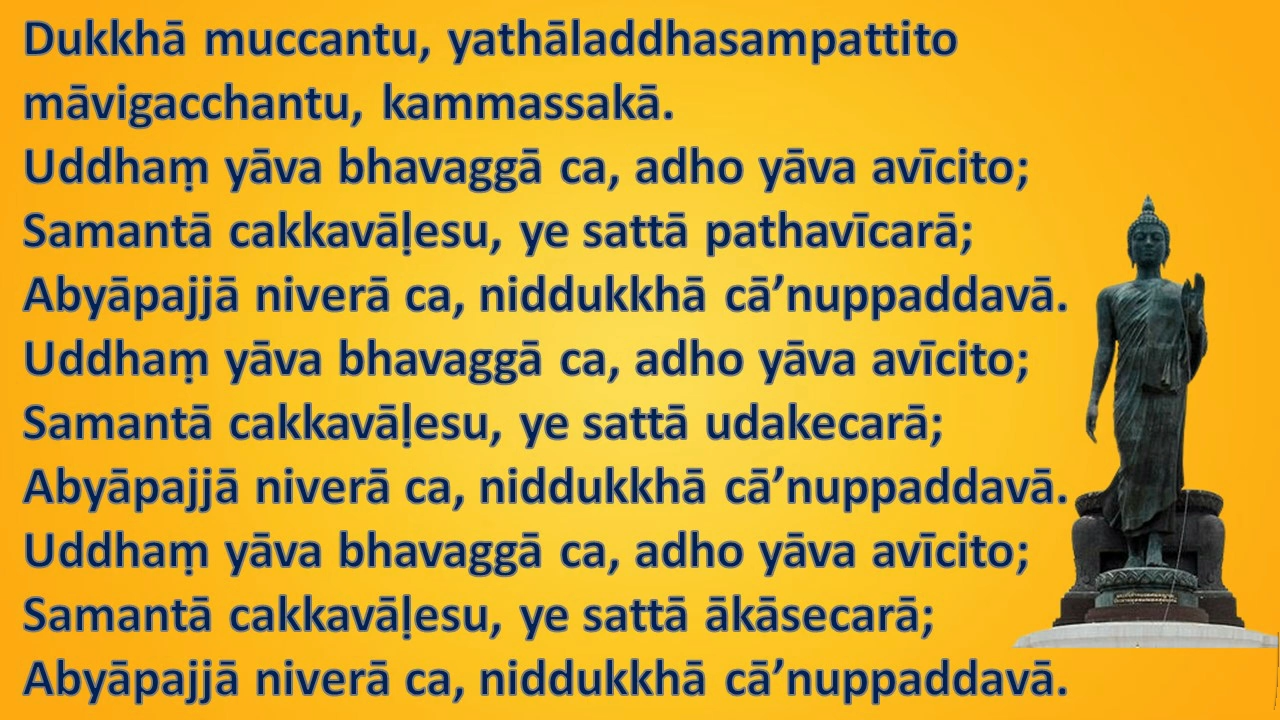 Dukkhā muccantu, yathāladdhasampattito
māvigacchantu, kammassakā.
Uddhaṃ yāva bhavaggā ca, adho yāva avīcito;
Samantā cakkavāḷesu, ye sattā pathavīcarā;
Abyāpajjā niverā ca, niddukkhā cā’nuppaddavā.
Uddhaṃ yāva bhavaggā ca, adho yāva avīcito;
Samantā cakkavāḷesu, ye sattā udakecarā;
Abyāpajjā niverā ca, niddukkhā cā’nuppaddavā.
Uddhaṃ yāva bhavaggā ca, adho yāva avīcito;
Samantā cakkavāḷesu, ye sattā ākāsecarā;
Abyāpajjā niverā ca, niddukkhā cā’nuppaddavā.